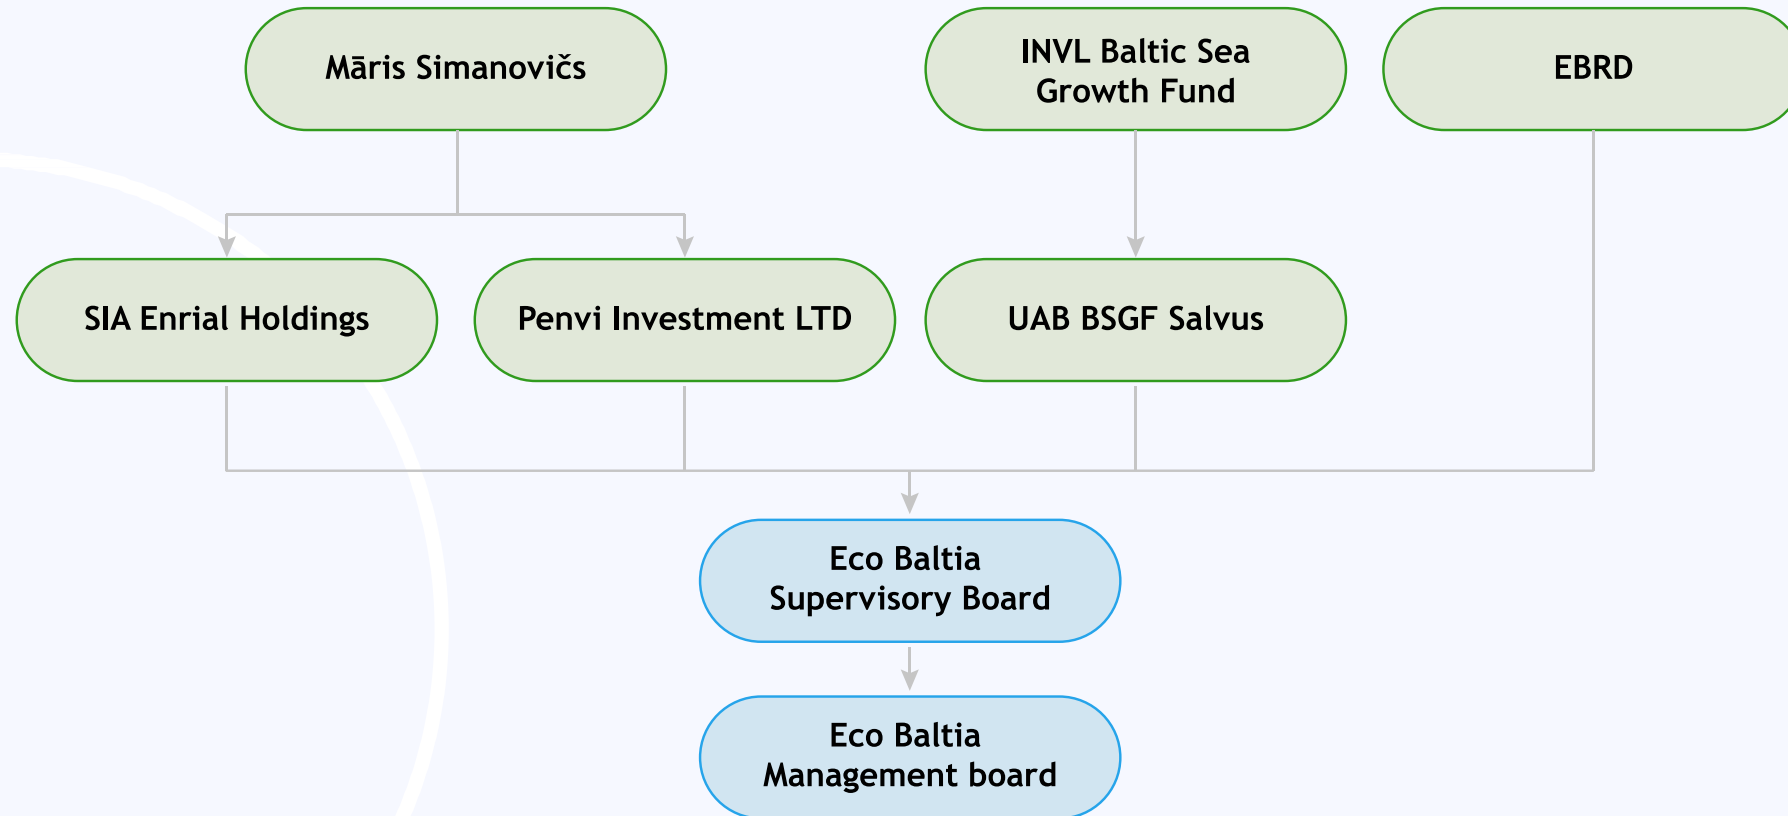 Māris Simanovičs
INVL Baltic Sea
Growth Fund
EBRD
SIA Enrial Holdings
Penvi Investment LTD
UAB BSGF Salvus
Eco Baltia
Supervisory Board
Eco Baltia
Management board